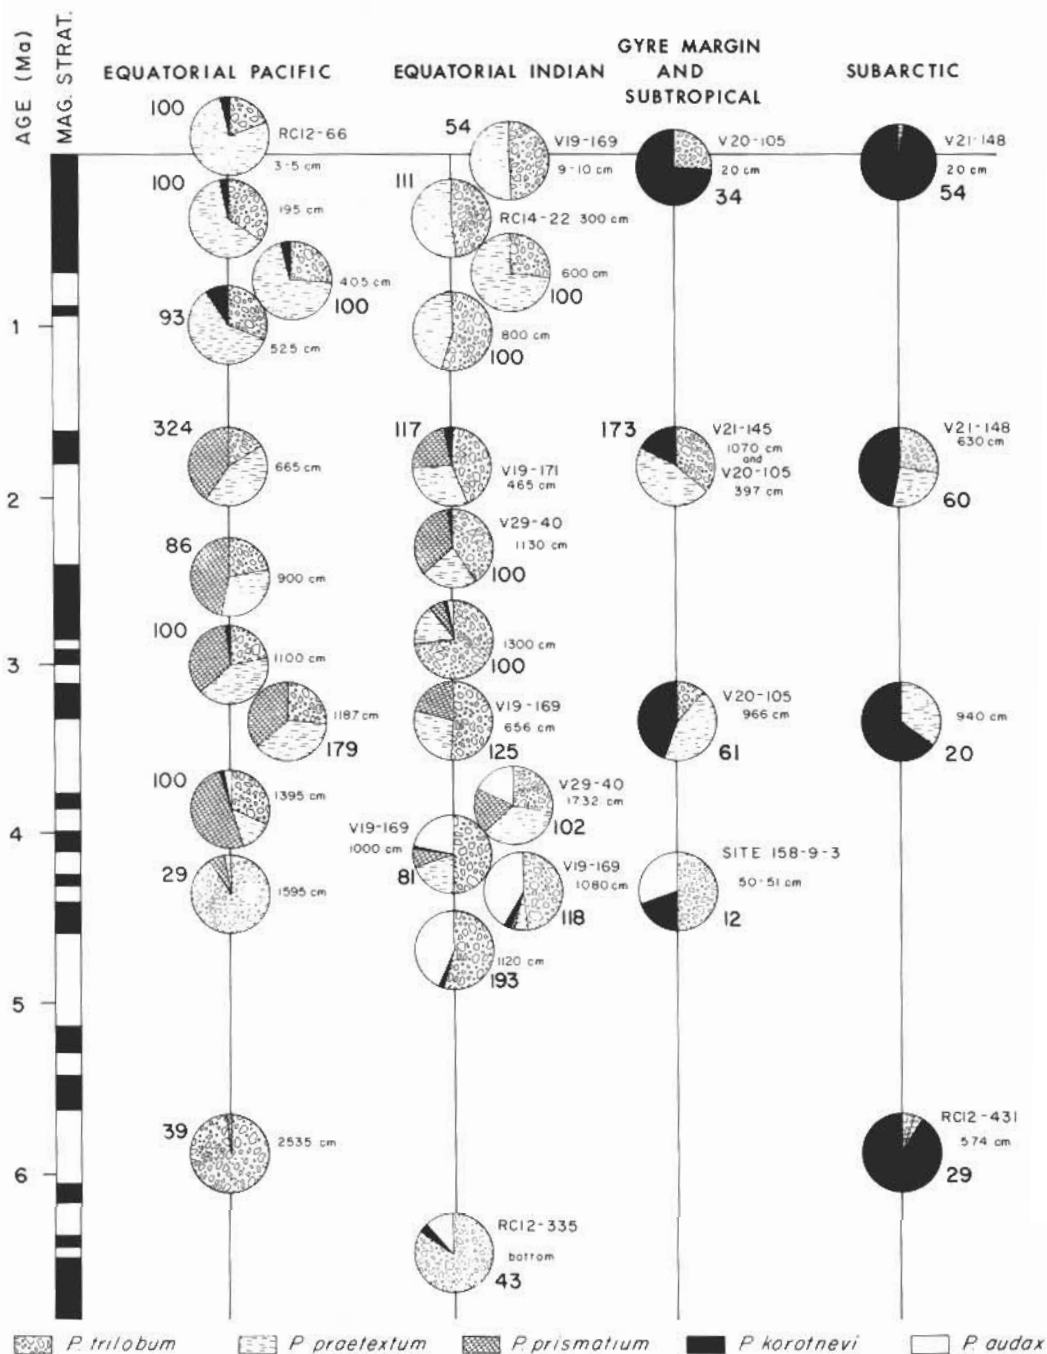 AGE (Ma)
MAG. STRAT.
EQUATORIAL PACIFIC
EQUATORIAL INDIAN
GYRE MARGIN
AND
SUBTROPICAL
SUBARCTIC
1
2
3
4
5
6
100
RC12-66
3-5 cm
100
195 cm
405 cm
100
93
525 cm
324
665 cm
86
900 cm
100
1100 cm
1187 cm
179
100
1395 cm
29
1595 cm
39
2535 cm
54
V19-169
9-10 cm
111
RC14-22 300 cm
600 cm
100
800 cm
100
117
V19-171
465 cm
V29-40
1130 cm
100
1300 cm
100
V19-169
656 cm
125
V29-40
1732 cm
102
V19-169
1000 cm
81
V19-169
1080 cm
118
1120 cm
193
RC12-335
bottom
43
V20-105
20 cm
34
173
V21-145
1070 cm
and
V20-105
397 cm
V20-105
966 cm
61
SITE 158-9-3
50-51 cm
12
V21-148
20 cm
54
V21-148
630 cm
60
940 cm
20
RC12-431
574 cm
29
P. trilobum
P. praetextum
P. prismatium
P. korotnevi
P. audax